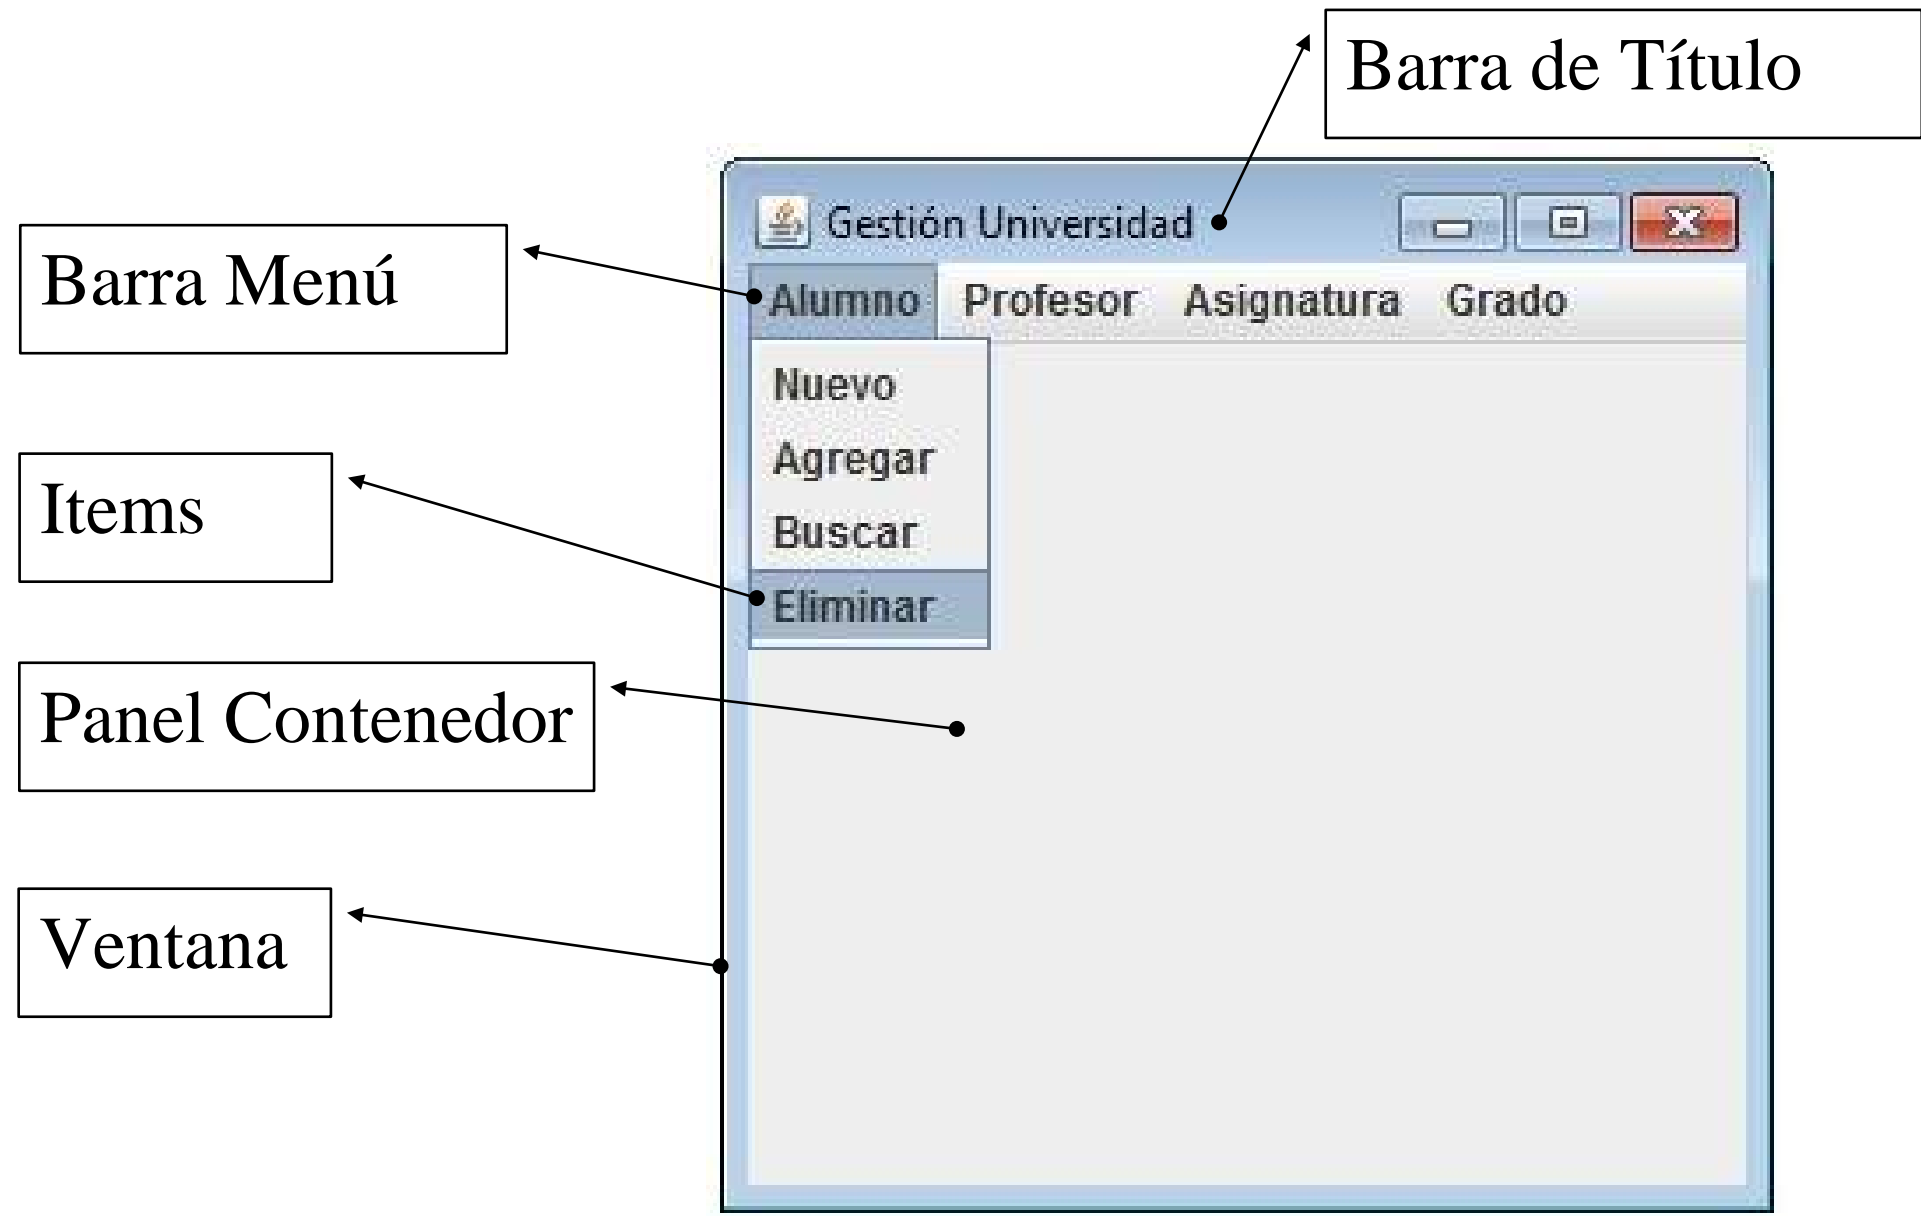 Barra de Título
Gestión Universidad
Barra Menú
Alumno Profesor Asignatura Grado
Nuevo
Agregar
Items
Buscar
Eliminar
Panel Contenedor
Ventana